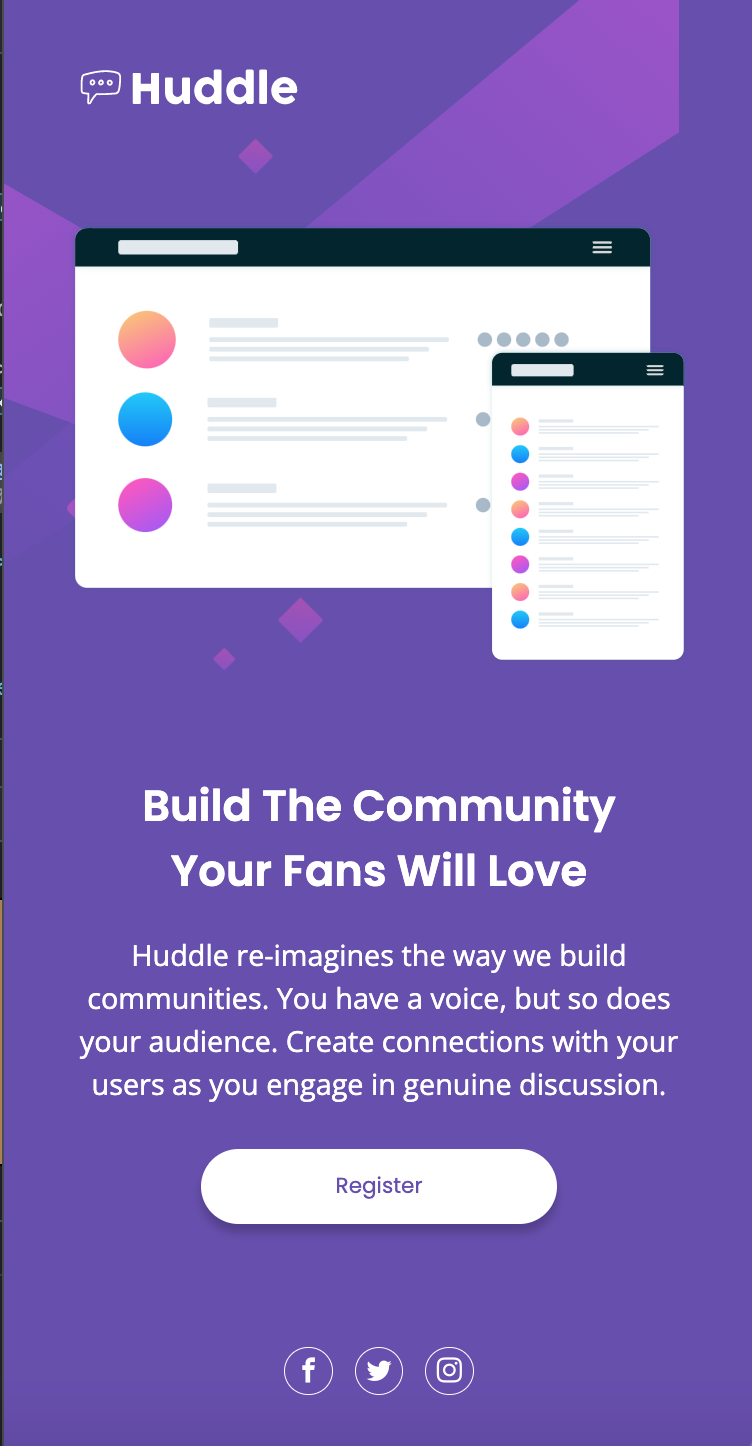 Huddle
Build The Community
Your Fans Will Love
Huddle re-imagines the way we build
communities. You have a voice, but so does
your audience. Create connections with your
users as you engage in genuine discussion.
Register